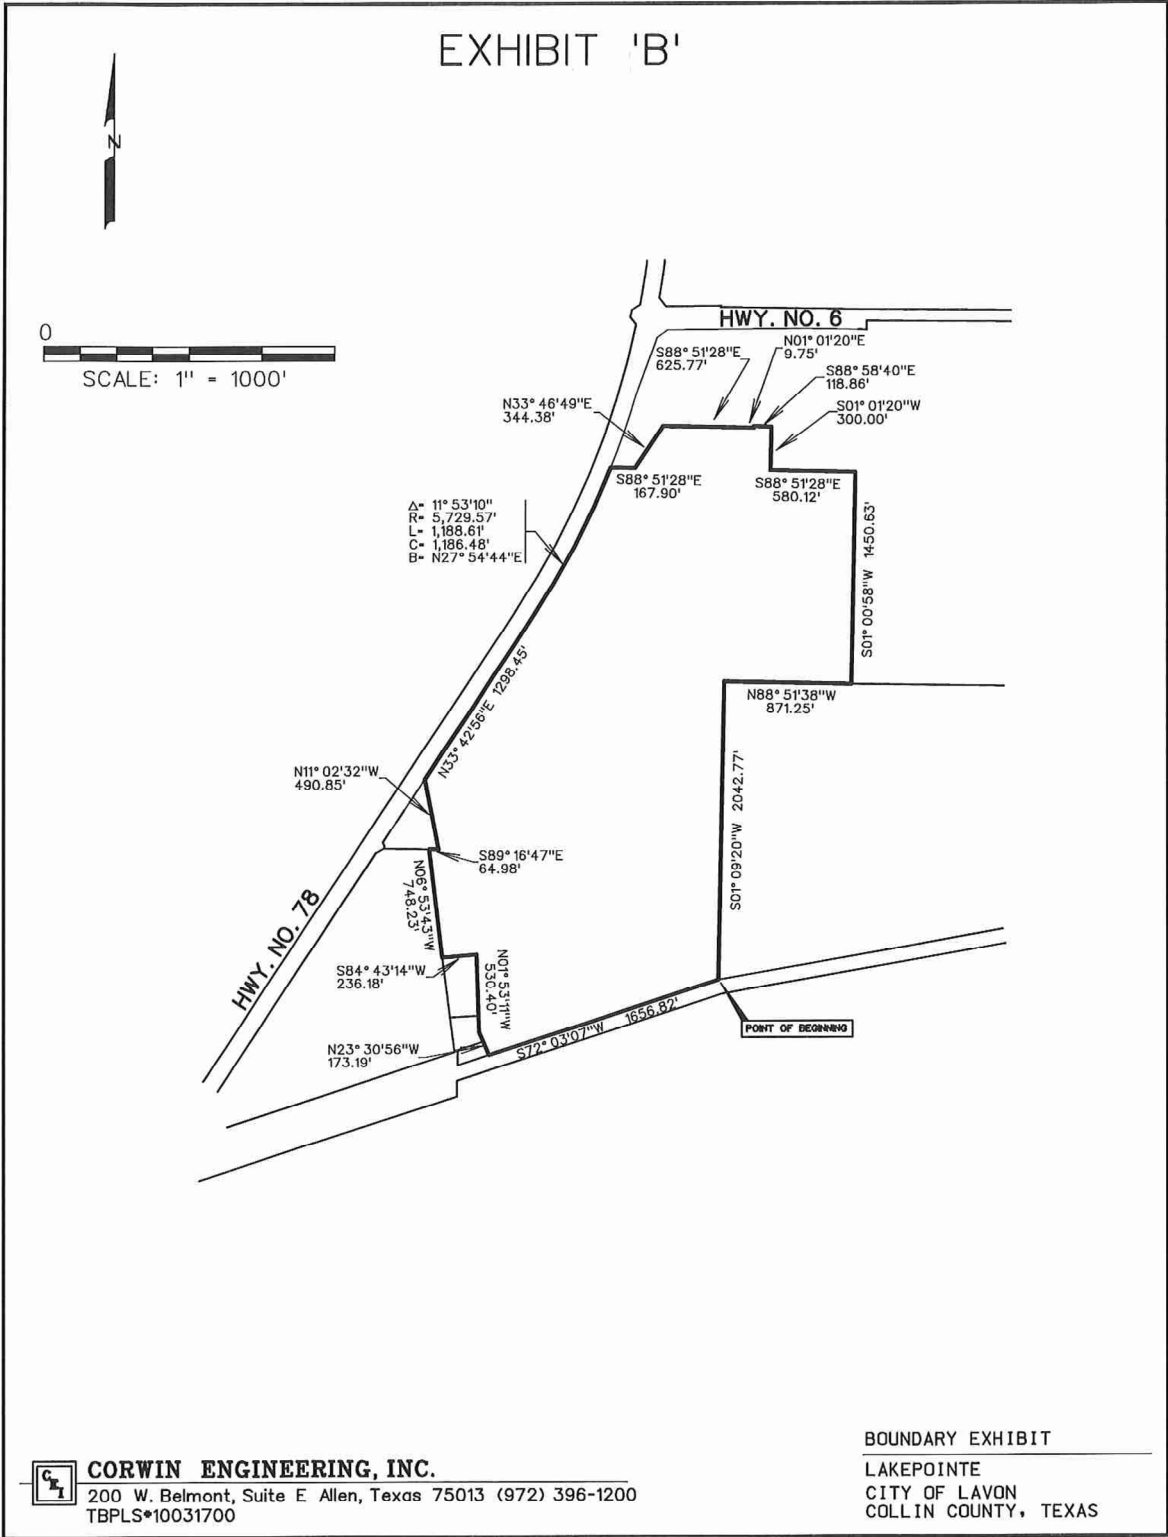 EXHIBIT 'B'
N
0
SCALE: 1" = 1000'
HWY. NO. 6
N01° 01'20"E
9.75'
S88° 51'28"E
625.77'
S88° 58'40"E
118.86'
N33° 46'49"E
344.38'
S01° 01'20"W
300.00'
S88° 51'28"E
167.90'
S88° 51'28"E
580.12'
Δ= 11° 53'10"
R= 5,729.57'
L= 1,188.61'
C= 1,186.48'
B= N27° 54'44"E
S01° 00'58"W 1450.63'
N33° 42'56"E 1298.45'
N88° 51'38"W
871.25'
N11° 02'32"W
490.85'
S01° 09'20"W 2042.77'
S89° 16'47"E
64.98'
N06° 53'43"W
748.23'
HWY. NO. 78
S84° 43'14"W
236.18'
N01° 53'11"W
530.40'
N23° 30'56"W
173.19'
S72° 03'07"W 1656.82'
POINT OF BEGINNING
BOUNDARY EXHIBIT
LAKEPOINTE
CITY OF LAVON
COLLIN COUNTY, TEXAS
CEI
CORWIN ENGINEERING, INC.
200 W. Belmont, Suite E Allen, Texas 75013 (972) 396-1200
TBPLS#10031700